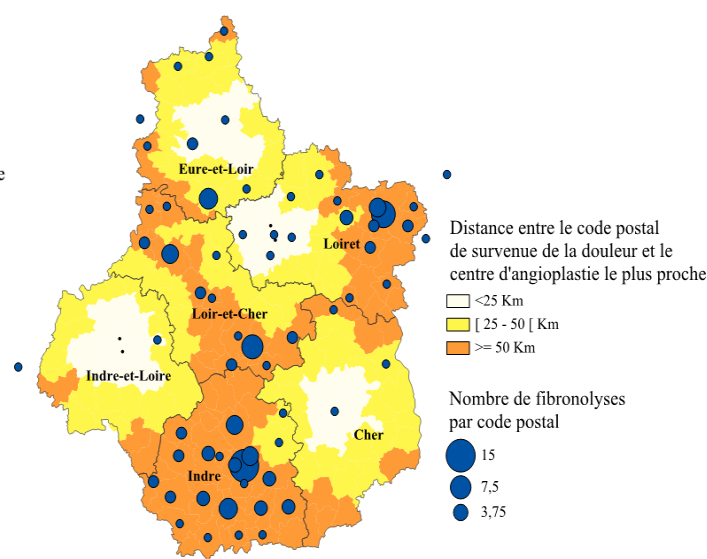 e
Eure-et-Loir
Loiret
Loir-et-Cher
Indre-et-Loire
Cher
Indre
Distance entre le code postal
de survenue de la douleur et le
centre d'angioplastie le plus proche
<25 Km
[ 25 - 50 [ Km
>= 50 Km
Nombre de fibronolyses
par code postal
15
7,5
3,75